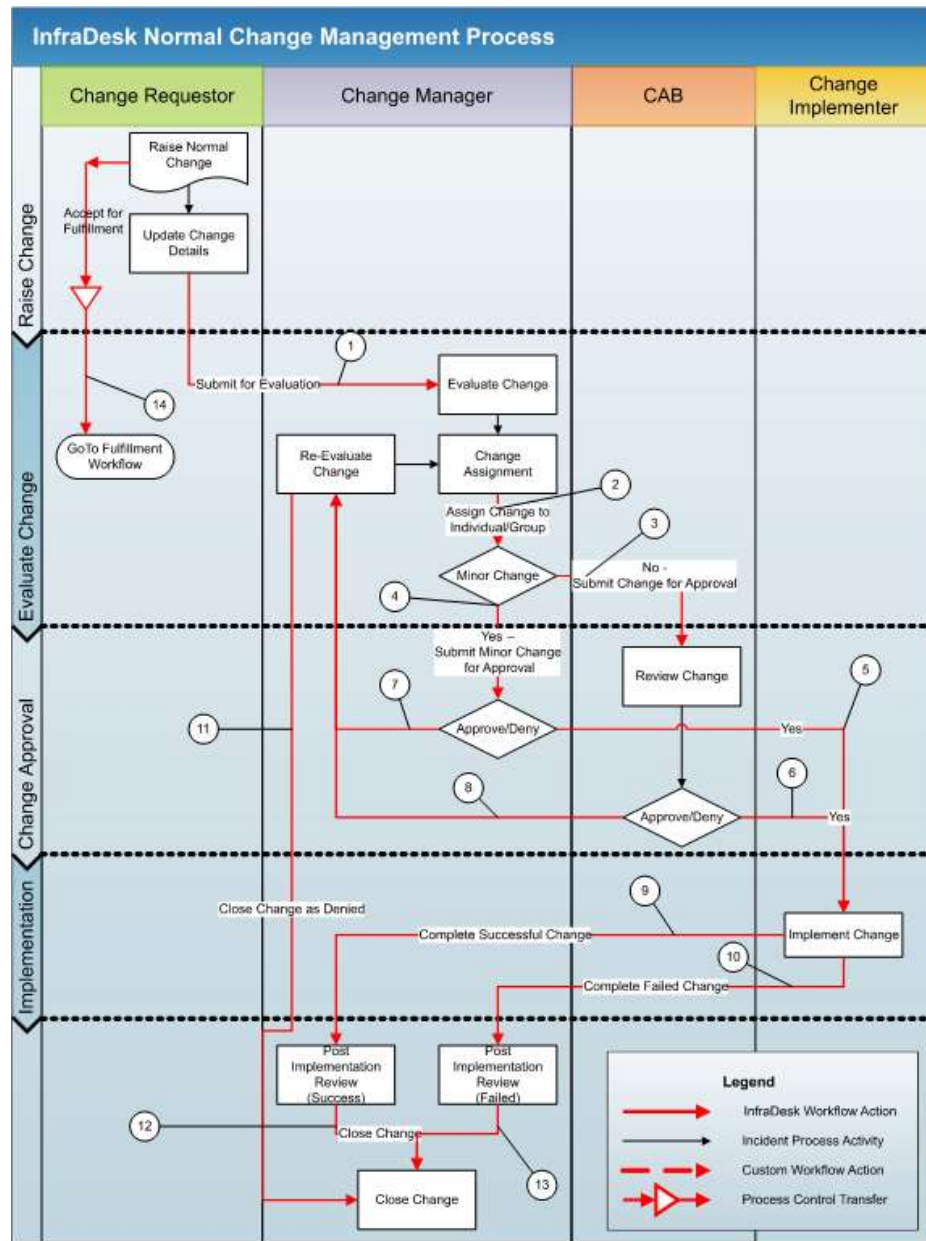 InfraDesk Normal Change Management Process
Change Requestor
Change Manager
CAB
Change
Implementer
Raise Change
Raise Normal
Change
Accept for
Fulfillment
Update Change
Details
Evaluate Change
1
Submit for Evaluation
Evaluate Change
14
GoTo Fulfillment
Workflow
Re-Evaluate
Change
Change
Assignment
2
Assign Change to
Individual/Group
3
Minor Change
No -
Submit Change for Approval
4
Change Approval
Yes –
Submit Minor Change
for Approval
Review Change
5
7
11
Approve/Deny
Yes
6
8
Approve/Deny
Yes
Implementation
9
Close Change as Denied
Complete Successful Change
Implement Change
10
Complete Failed Change
Post
Implementation
Review
(Success)
Post
Implementation
Review
(Failed)
12
Close Change
13
Close Change
Legend
InfraDesk Workflow Action
Incident Process Activity
Custom Workflow Action
Process Control Transfer